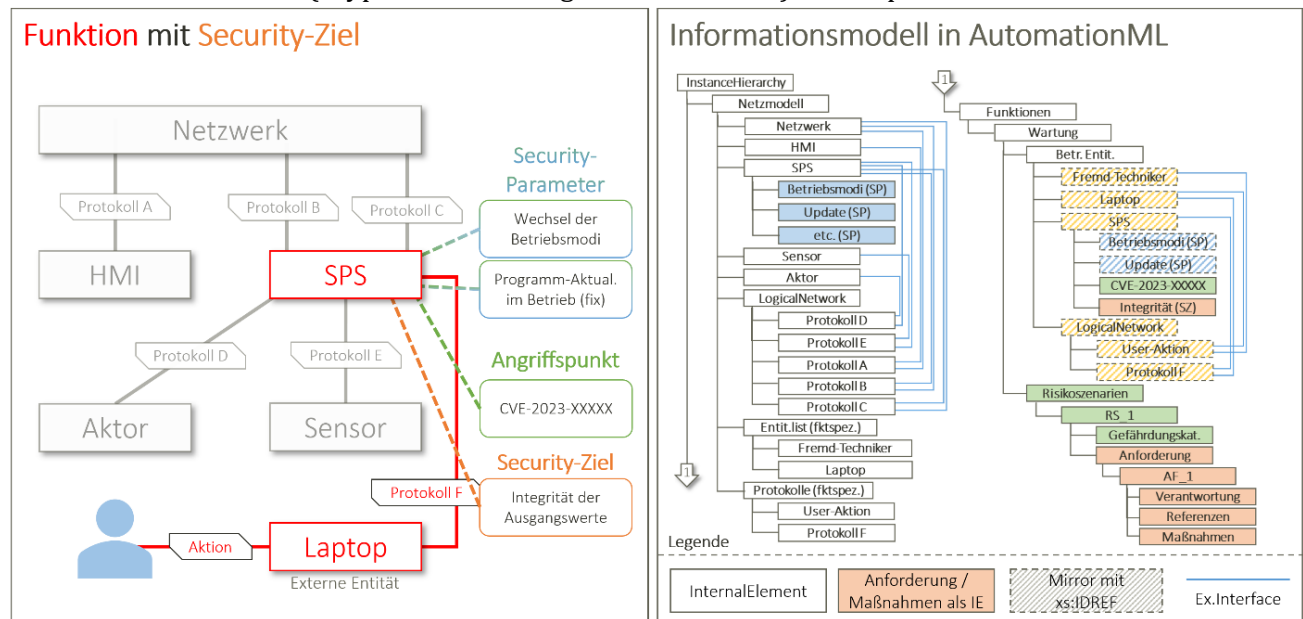 Funktion mit Security-Ziel
Netzwerk
Protokoll A
Protokoll B
Protokoll C
HMI
SPS
Protokoll D
Protokoll E
Aktor
Sensor
Protokoll F
Aktion
Laptop
Externe Entität
Security-
Parameter
Wechsel der
Betriebsmodi
Programm-Aktual.
im Betrieb (fix)
Angriffspunkt
CVE-2023-XXXXX
Security-Ziel
Integrität der
Ausgangswerte
Informationsmodell in AutomationML
InstanceHierarchy
Netzmodell
Netzwerk
HMI
SPS
Betriebsmodi (SP)
Update (SP)
etc. (SP)
Sensor
Aktor
LogicalNetwork
Protokoll D
Protokoll E
Protokoll A
Protokoll B
Protokoll C
Entit.list (fktspez.)
Fremd-Techniker
Laptop
Protokolle (fktspez.)
User-Aktion
Protokoll F
1
1
Funktionen
Wartung
Betr. Entit.
Fremd-Techniker
Laptop
SPS
Betriebsmodi (SP)
Update (SP)
CVE-2023-XXXXX
Integrität (SZ)
LogicalNetwork
User-Aktion
Protokoll F
Risikoszenarien
RS_1
Gefährdungskat.
Anforderung
AF_1
Verantwortung
Referenzen
Maßnahmen
Legende
InternalElement
Anforderung /
Maßnahmen als IE
Mirror mit
xs:IDREF
Ex.Interface